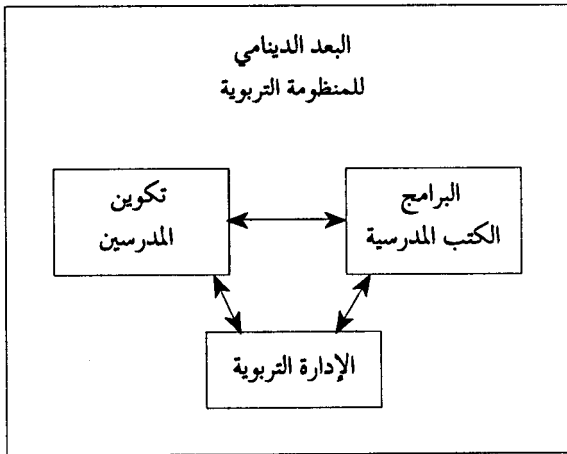 البعد الدينامي
للمنظومة التربوية
البرامج
الكتب المدرسية
تكوين
المدرسين
الإدارة التربوية